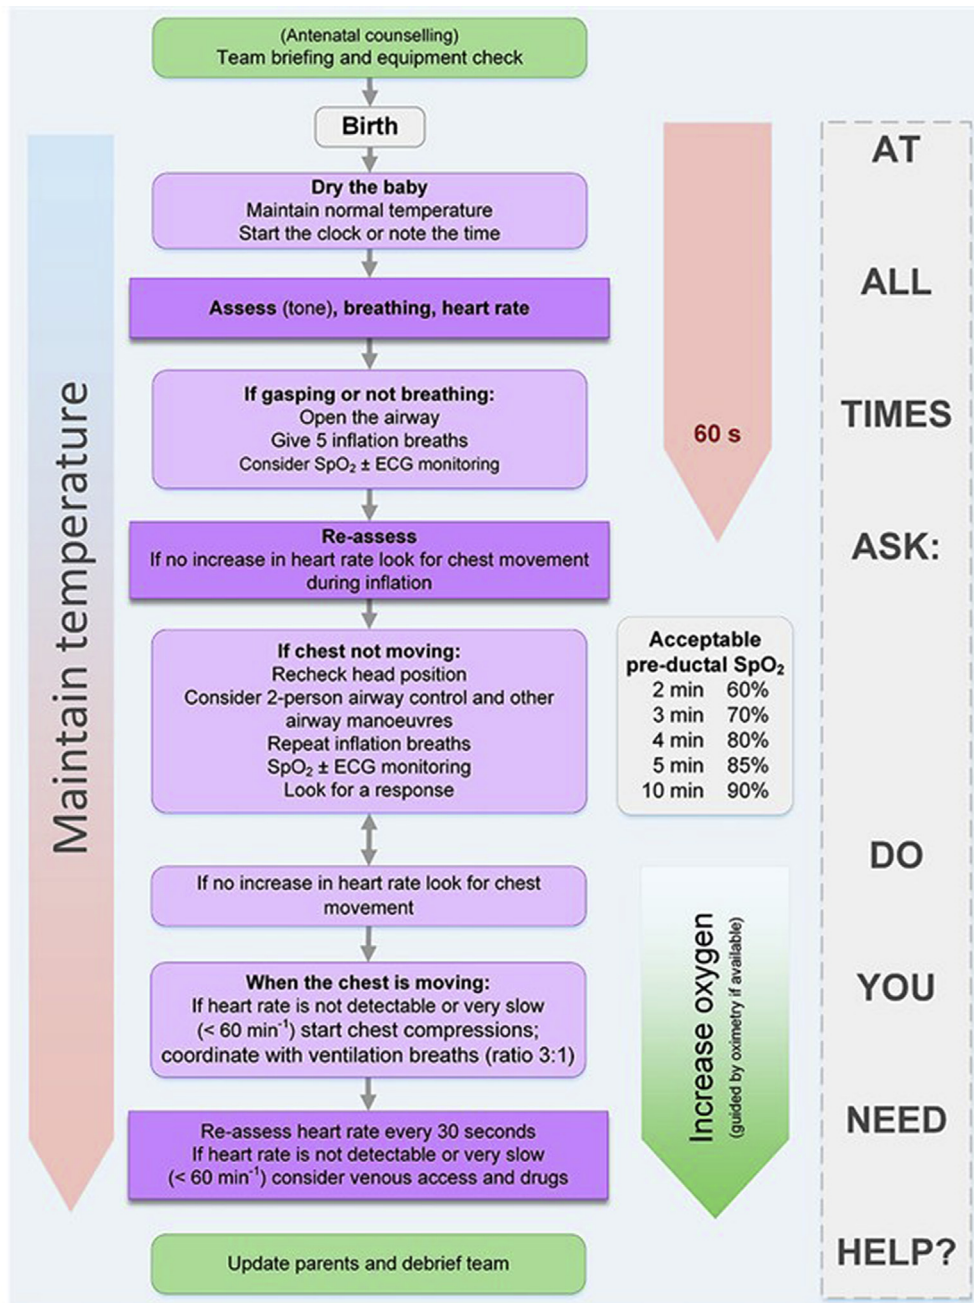 (Antenatal counselling)
Team briefing and equipment check
Birth
Dry the baby
Maintain normal temperature
Start the clock or note the time
Assess (tone), breathing, heart rate
If gasping or not breathing:
Open the airway
Give 5 inflation breaths
Consider SpO₂ ± ECG monitoring
Re-assess
If no increase in heart rate look for chest movement
during inflation
If chest not moving:
Recheck head position
Consider 2-person airway control and other
airway manoeuvres
Repeat inflation breaths
SpO₂ ± ECG monitoring
Look for a response
If no increase in heart rate look for chest
movement
When the chest is moving:
If heart rate is not detectable or very slow
(< 60 min⁻¹) start chest compressions;
coordinate with ventilation breaths (ratio 3:1)
Re-assess heart rate every 30 seconds
If heart rate is not detectable or very slow
(< 60 min⁻¹) consider venous access and drugs
Update parents and debrief team
Maintain temperature
60 s
Acceptable
pre-ductal SpO₂
2 min 60%
3 min 70%
4 min 80%
5 min 85%
10 min 90%
Increase oxygen
(guided by oximetry if available)
AT
ALL
TIMES
ASK:
DO
YOU
NEED
HELP?